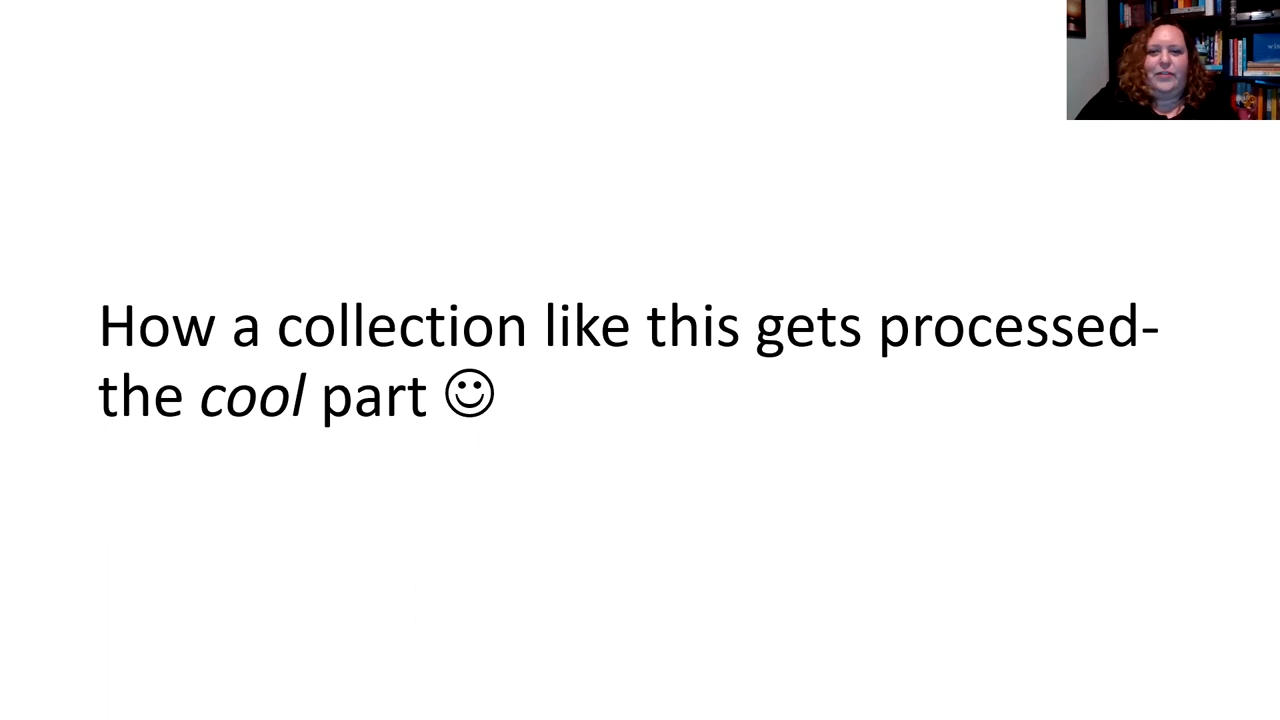 How a collection like this gets processed-
the cool part ☺